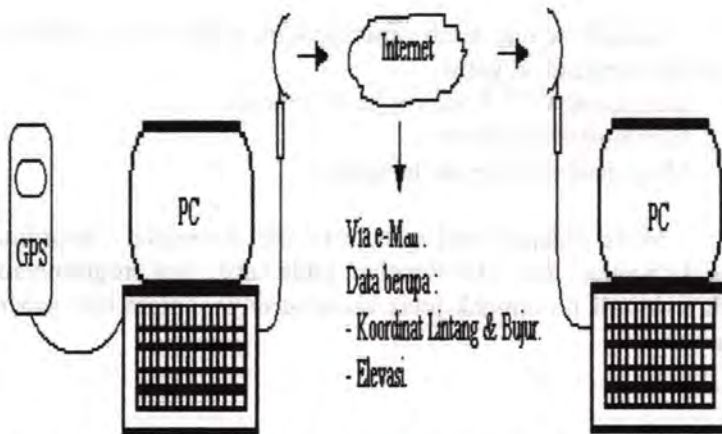 Internet
PC
GPS
PC
Via e-Mail.
Data berupa :
- Koordinat Lintang & Bujur.
- Elevasi.